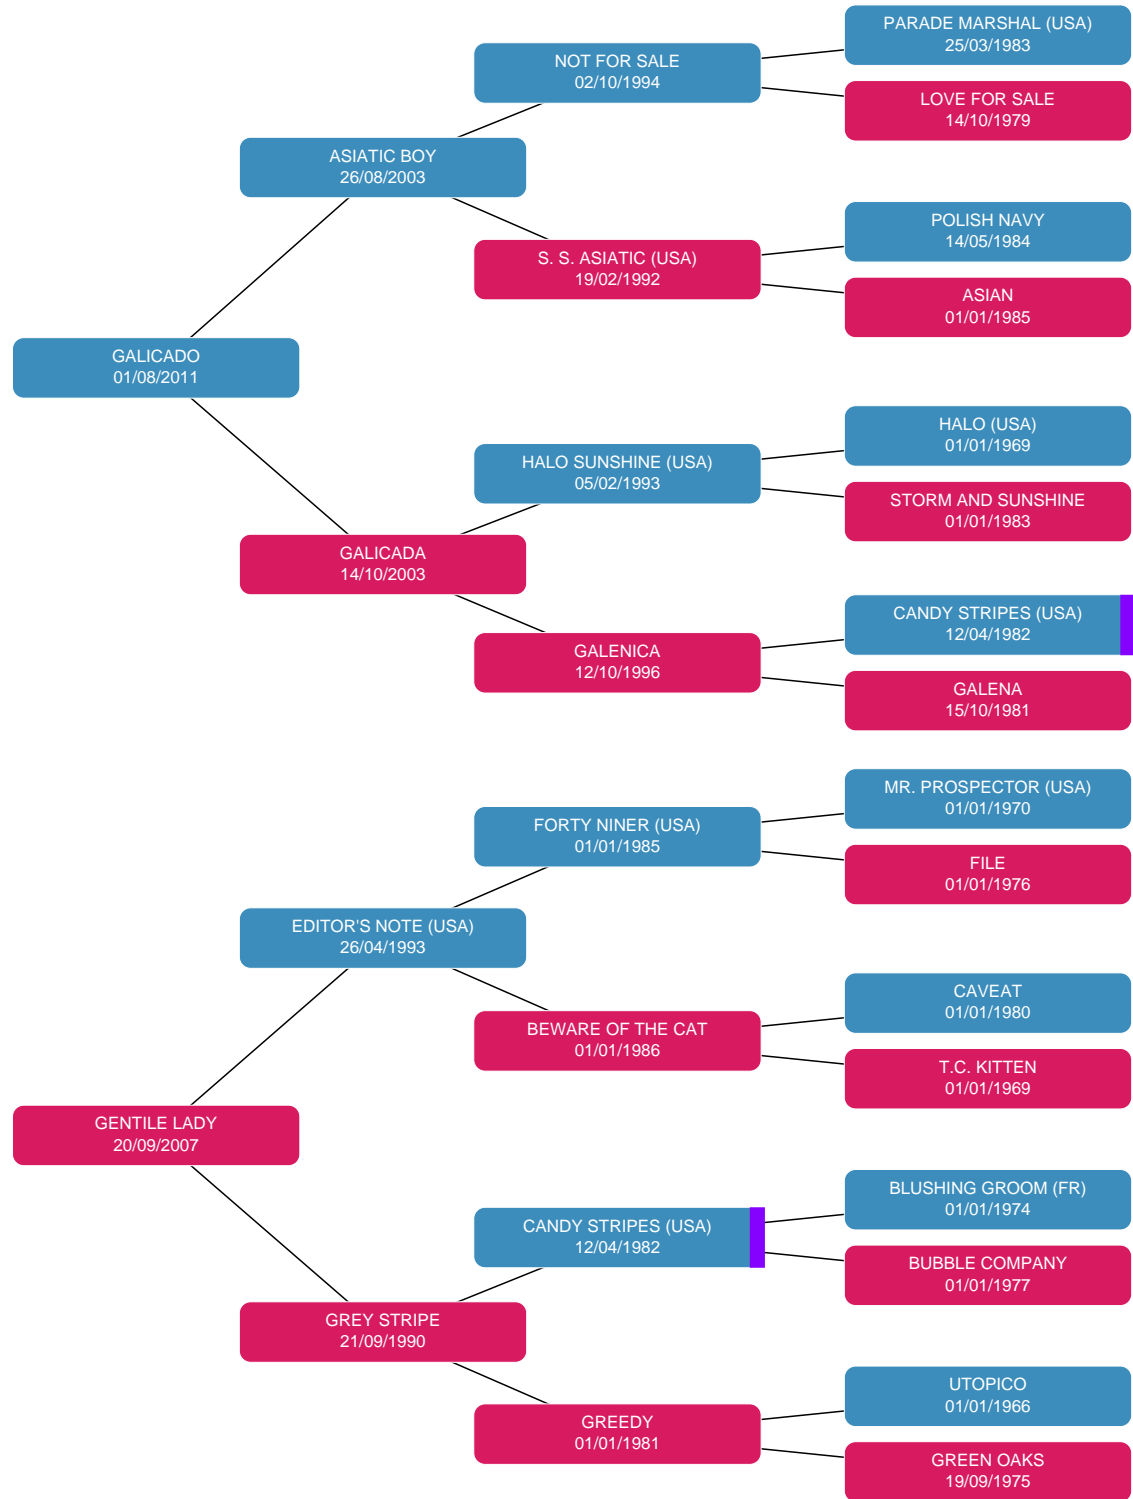 PARADE MARSHAL (USA)
25/03/1983
NOT FOR SALE
02/10/1994
LOVE FOR SALE
14/10/1979
ASIATIC BOY
26/08/2003
POLISH NAVY
14/05/1984
S. S. ASIATIC (USA)
19/02/1992
ASIAN
01/01/1985
GALICADO
01/08/2011
HALO (USA)
01/01/1969
HALO SUNSHINE (USA)
05/02/1993
STORM AND SUNSHINE
01/01/1983
GALICADA
14/10/2003
CANDY STRIPES (USA)
12/04/1982
GALENICA
12/10/1996
GALENA
15/10/1981
MR. PROSPECTOR (USA)
01/01/1970
FORTY NINER (USA)
01/01/1985
FILE
01/01/1976
EDITOR'S NOTE (USA)
26/04/1993
CAVEAT
01/01/1980
BEWARE OF THE CAT
01/01/1986
T.C. KITTEN
01/01/1969
GENTILE LADY
20/09/2007
BLUSHING GROOM (FR)
01/01/1974
CANDY STRIPES (USA)
12/04/1982
BUBBLE COMPANY
01/01/1977
GREY STRIPE
21/09/1990
UTOPICO
01/01/1966
GREEDY
01/01/1981
GREEN OAKS
19/09/1975